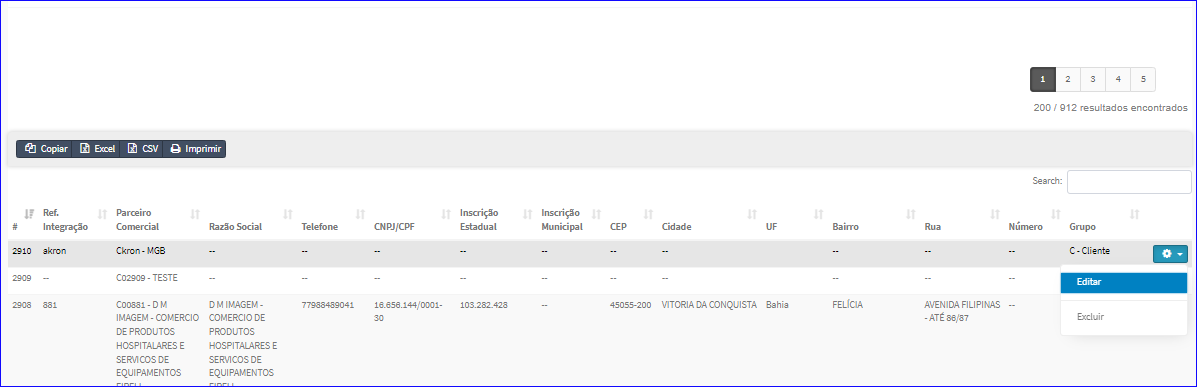 1 2 3 4 5
200 / 912 resultados encontrados
Copiar Excel CSV Imprimir
Search:
# Ref. Integração Parceiro Comercial Razão Social Telefone CNPJ/CPF Inscrição Estadual Inscrição Municipal CEP Cidade UF Bairro Rua Número Grupo
2910 akron Ckron - MGB -- -- -- -- -- -- -- -- -- -- -- C - Cliente
2909 -- C02909 - TESTE -- -- -- -- -- -- -- -- -- -- --
Editar
2908 881 C00881 - D M D M IMAGEM - 77988489041 16.656.144/0001- 103.282.428 -- 45055-200 VITORIA DA CONQUISTA Bahia FELÍCIA AVENIDA FILIPINAS --
IMAGEM - COMERCIO COMERCIO DE 30 - ATÉ 86/87 Excluir
DE PRODUTOS PRODUTOS
HOSPITALARES E HOSPITALARES E
SERVICOS DE SERVICOS DE
EQUIPAMENTOS EQUIPAMENTOS
EIRELI EIRELI